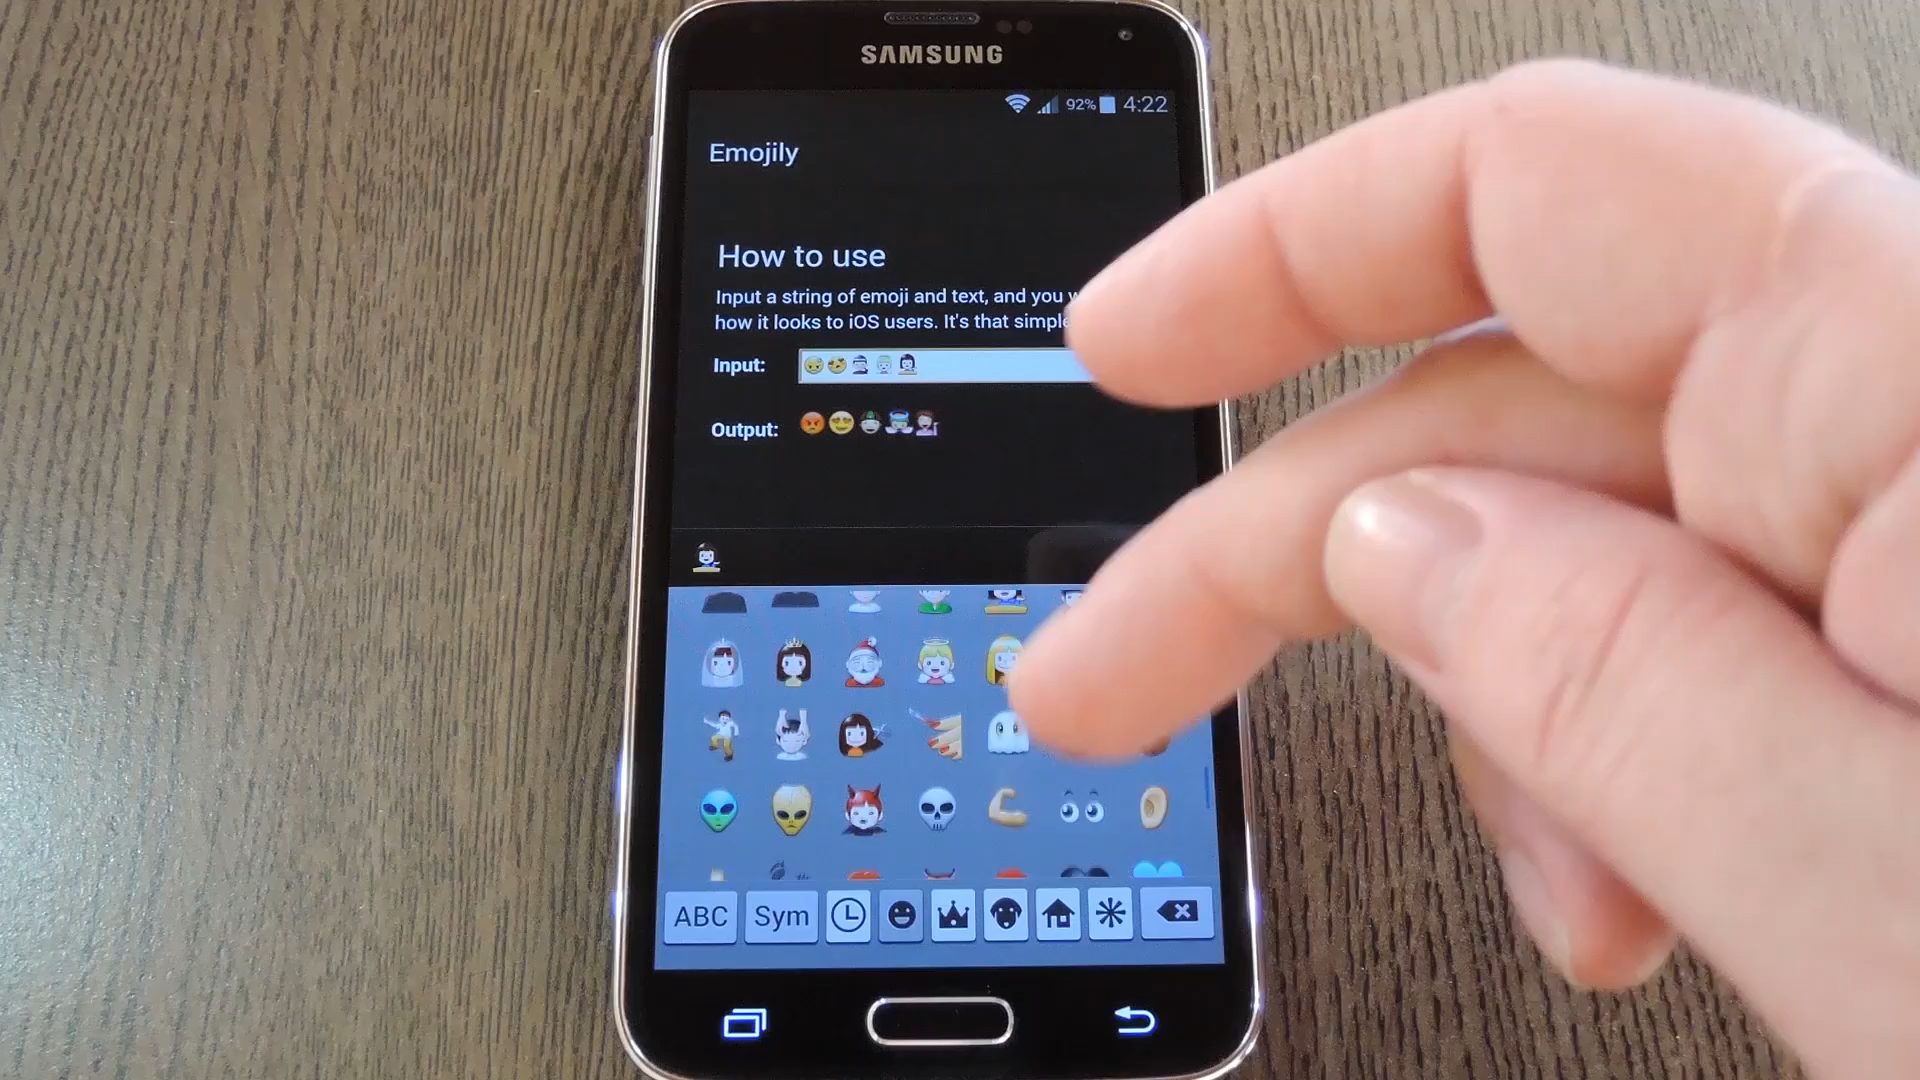 SAMSUNG
92% 4:22
Emojily
How to use
Input a string of emoji and text, and you
how it looks to iOS users. It's that simple
Input:
Output:
ABC Sym